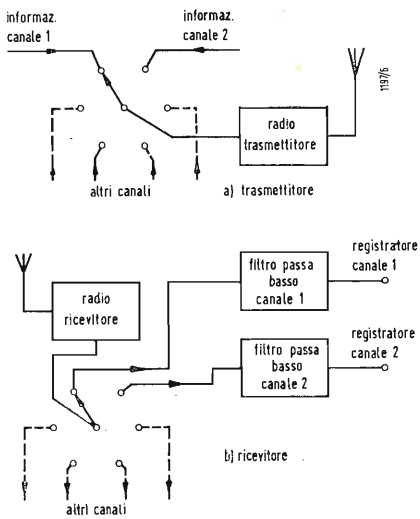 informaz.
canale 1
informaz.
canale 2
1197/6
radio
trasmettitore
altri canali
a) trasmettitore
radio
ricevitore
filtro passa
basso
canale 1
registratore
canale 1
filtro passa
basso
canale 2
registratore
canale 2
b) ricevitore
altri canali